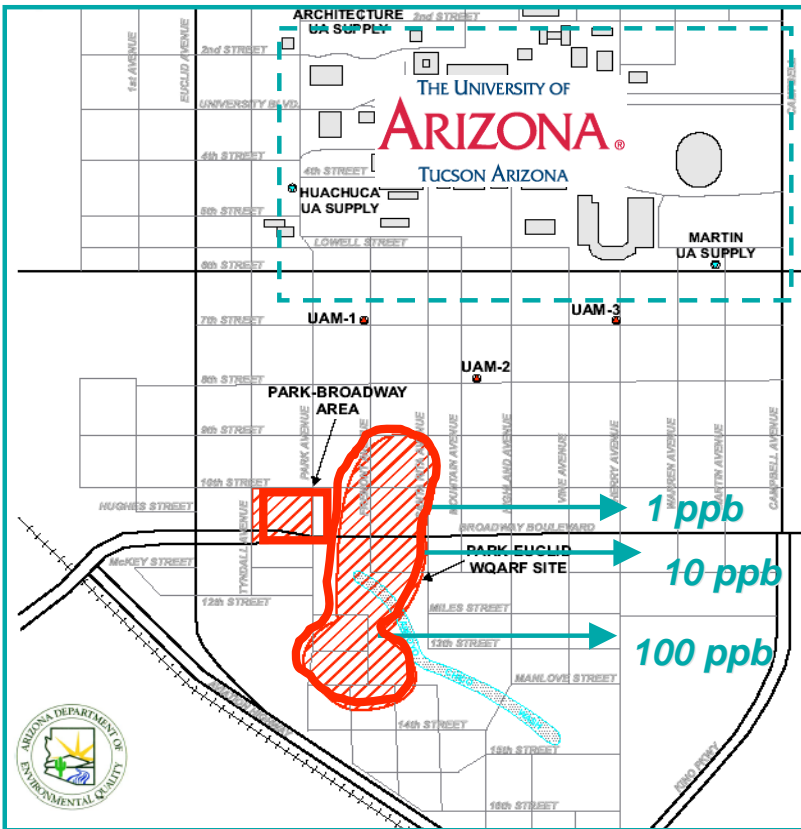 ARCHITECTURE
UA SUPPLY
2nd STREET
CAMPBELL
1st AVENUE
EUCLID AVENUE
2nd STREET
THE UNIVERSITY OF
ARIZONA®
TUCSON ARIZONA
UNIVERSITY BLVD.
4th STREET
4th STREET
HUACHUCA
UA SUPPLY
5th STREET
LOWELL STREET
MARTIN
UA SUPPLY
6th STREET
7th STREET
UAM-1
UAM-3
UAM-2
8th STREET
PARK-BROADWAY
AREA
9th STREET
PARK AVENUE
MOUNTAIN AVENUE
HIGHLAND AVENUE
VINE AVENUE
CHERRY AVENUE
WARREN AVENUE
MARTIN AVENUE
CAMPBELL AVENUE
10th STREET
HUGHES STREET
1 ppb
BROADWAY BOULEVARD
TYNDALL AVENUE
McKEY STREET
PARK-EUCLID
WQARF SITE
10 ppb
12th STREET
MILES STREET
13th STREET
100 ppb
MANLOVE STREET
14th STREET
15th STREET
KINO PKWY
16th STREET
ARIZONA DEPARTMENT OF
ENVIRONMENTAL QUALITY